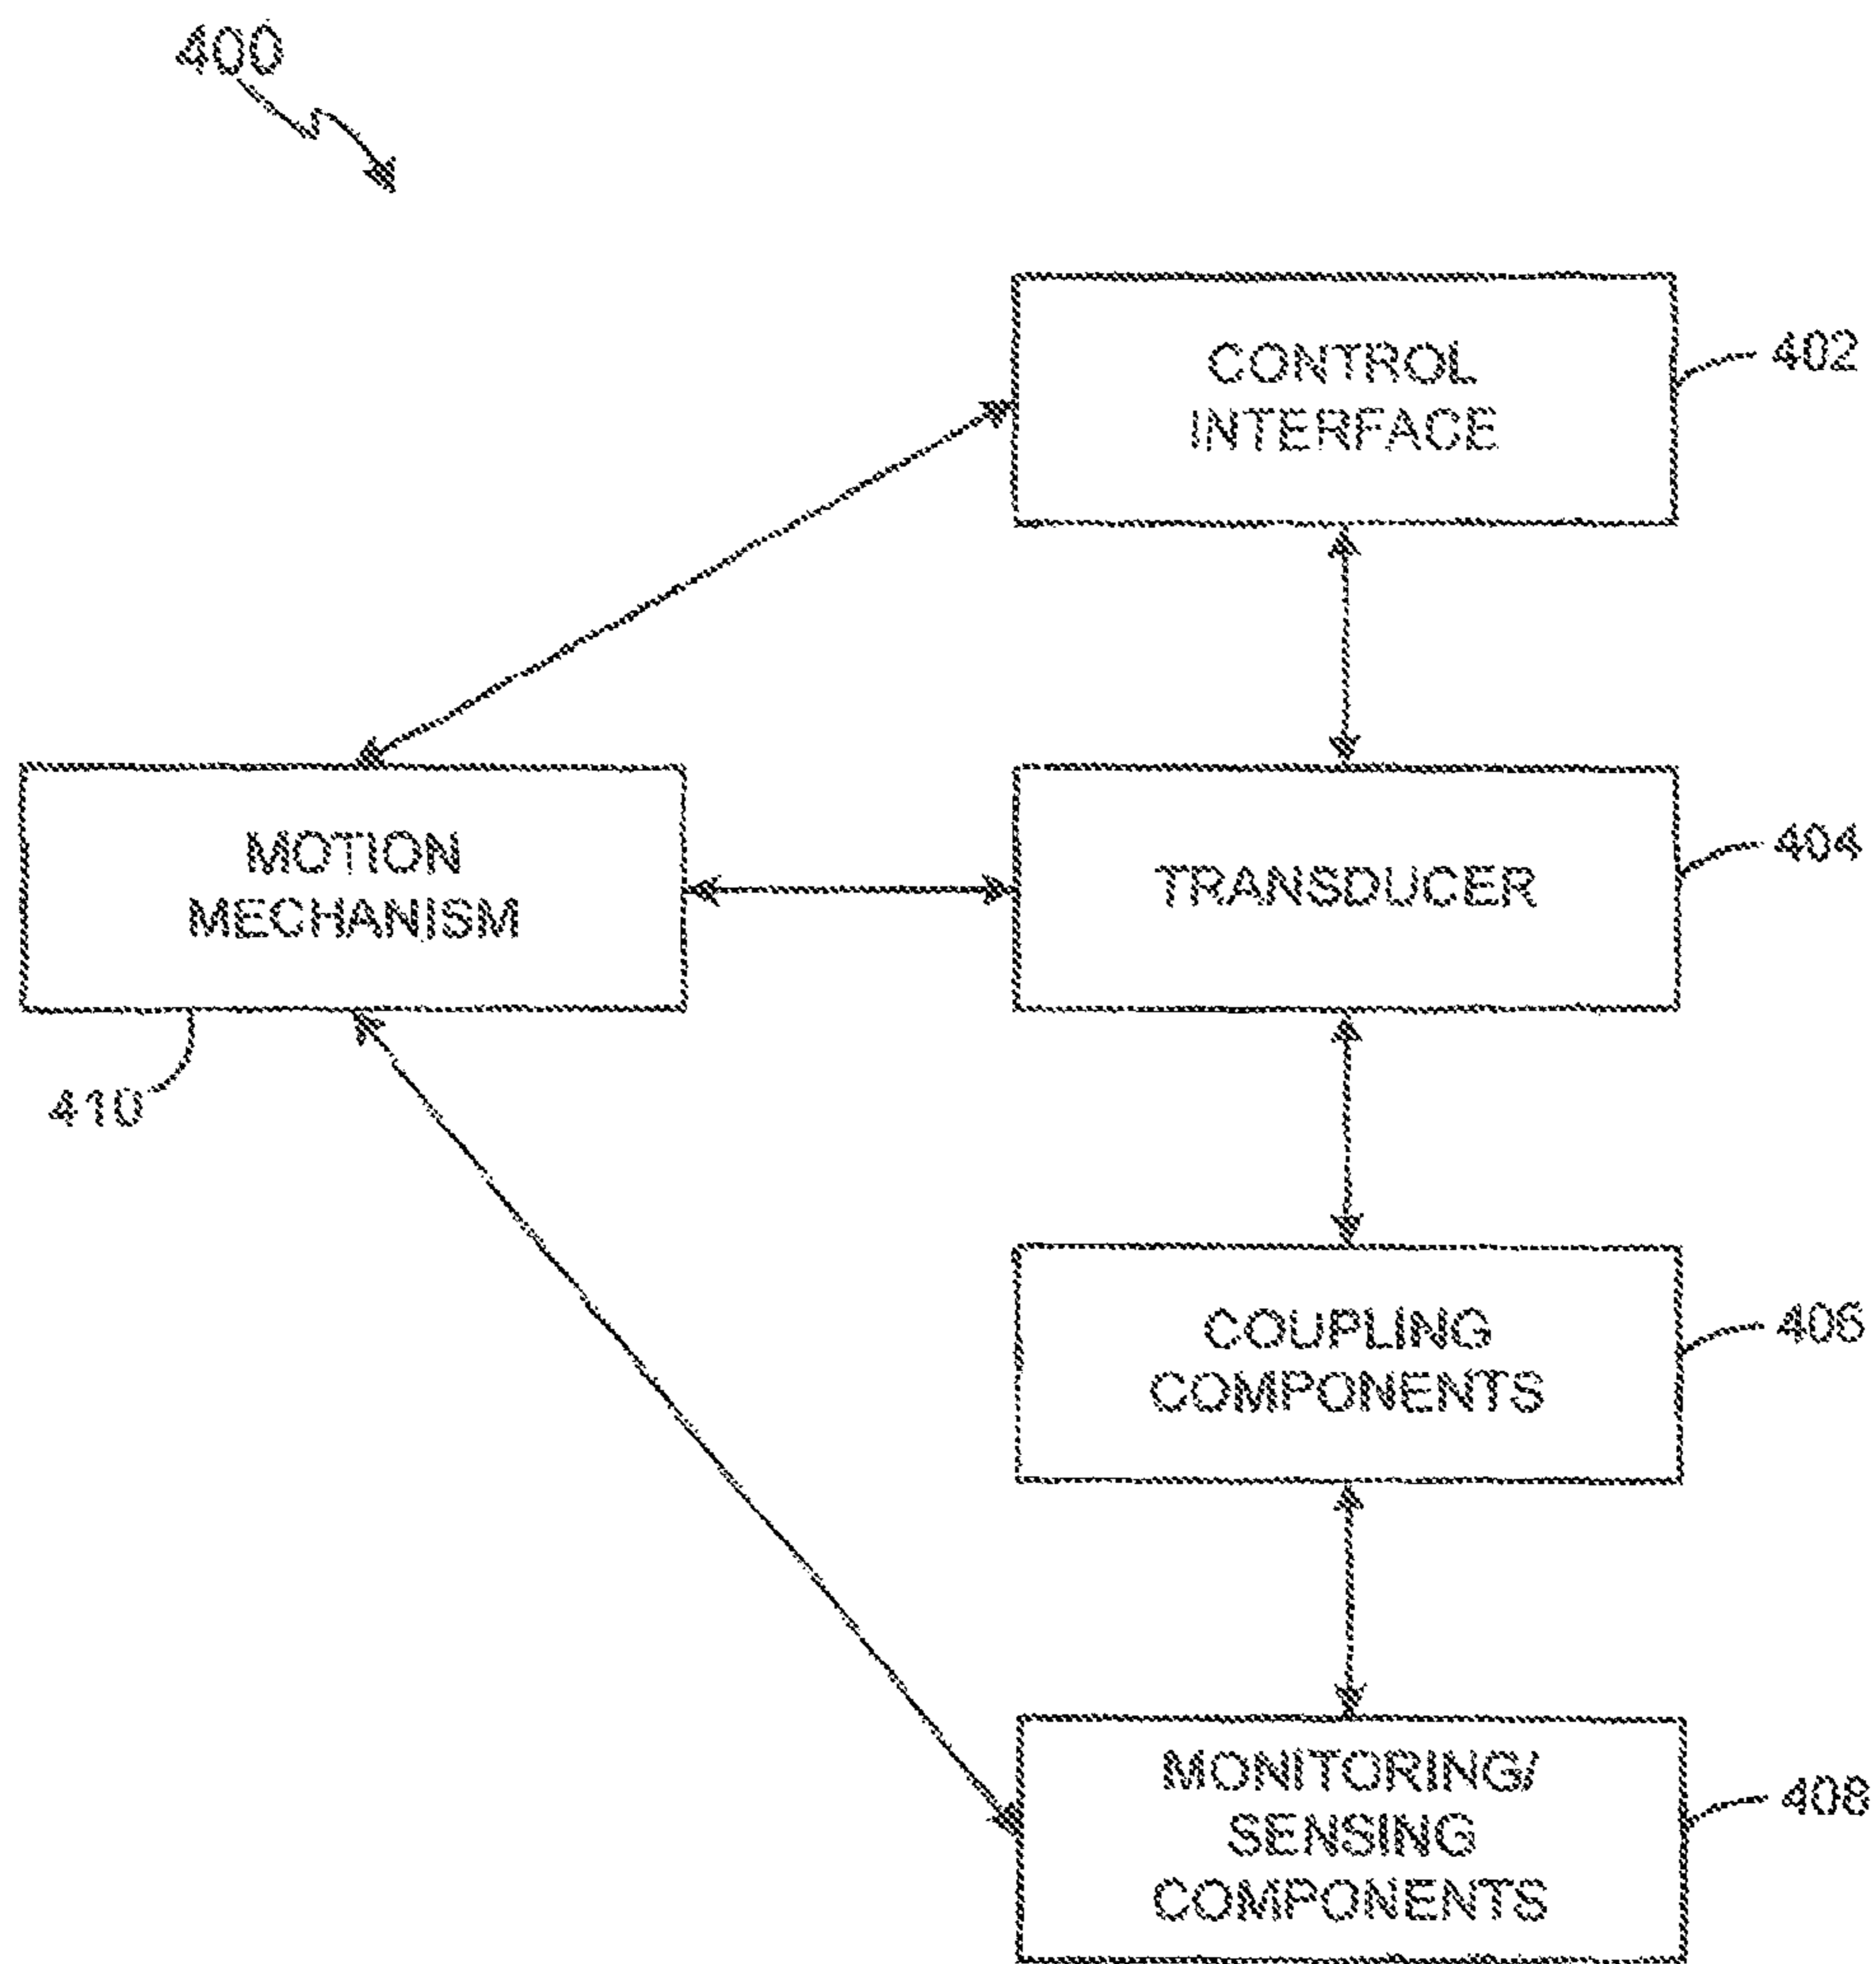 400
CONTROL
INTERFACE
402
MOTION
MECHANISM
410
TRANSDUCER
404
COUPLING
COMPONENTS
406
MONITORING/
SENSING
COMPONENTS
408